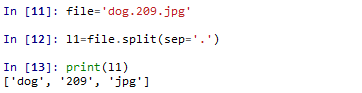 In [11]: file='dog.209.jpg'
In [12]: l1=file.split(sep='.')
In [13]: print(l1)
['dog', '209', 'jpg']